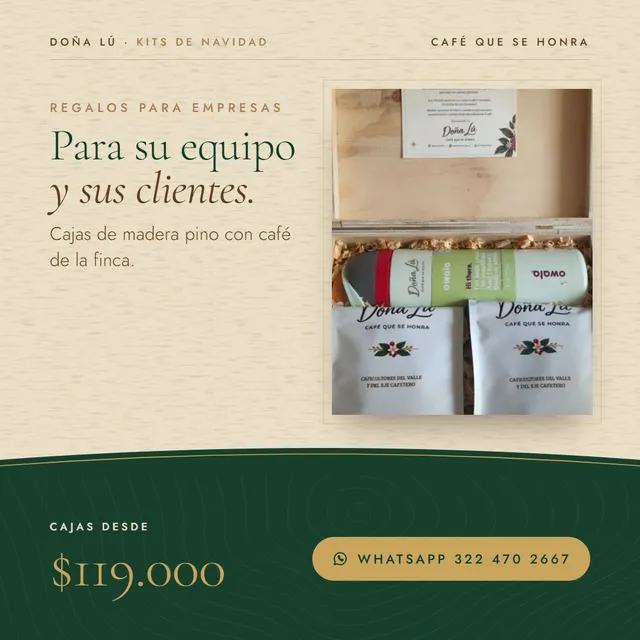 DOÑA LÚ · KITS DE NAVIDAD
CAFÉ QUE SE HONRA
REGALOS PARA EMPRESAS
Para su equipo
y sus clientes.
Cajas de madera pino con café
de la finca.
Doña Lú
Doña Lú
owala
Hi there.
owala
Doña Lú
CAFÉ QUE SE HONRA
CAFICULTORES DEL VALLE
Y DEL EJE CAFETERO
Doña Lú
CAFÉ QUE SE HONRA
CAFICULTORES DEL VALLE
Y DEL EJE CAFETERO
CAJAS DESDE
$119.000
WHATSAPP 322 470 2667